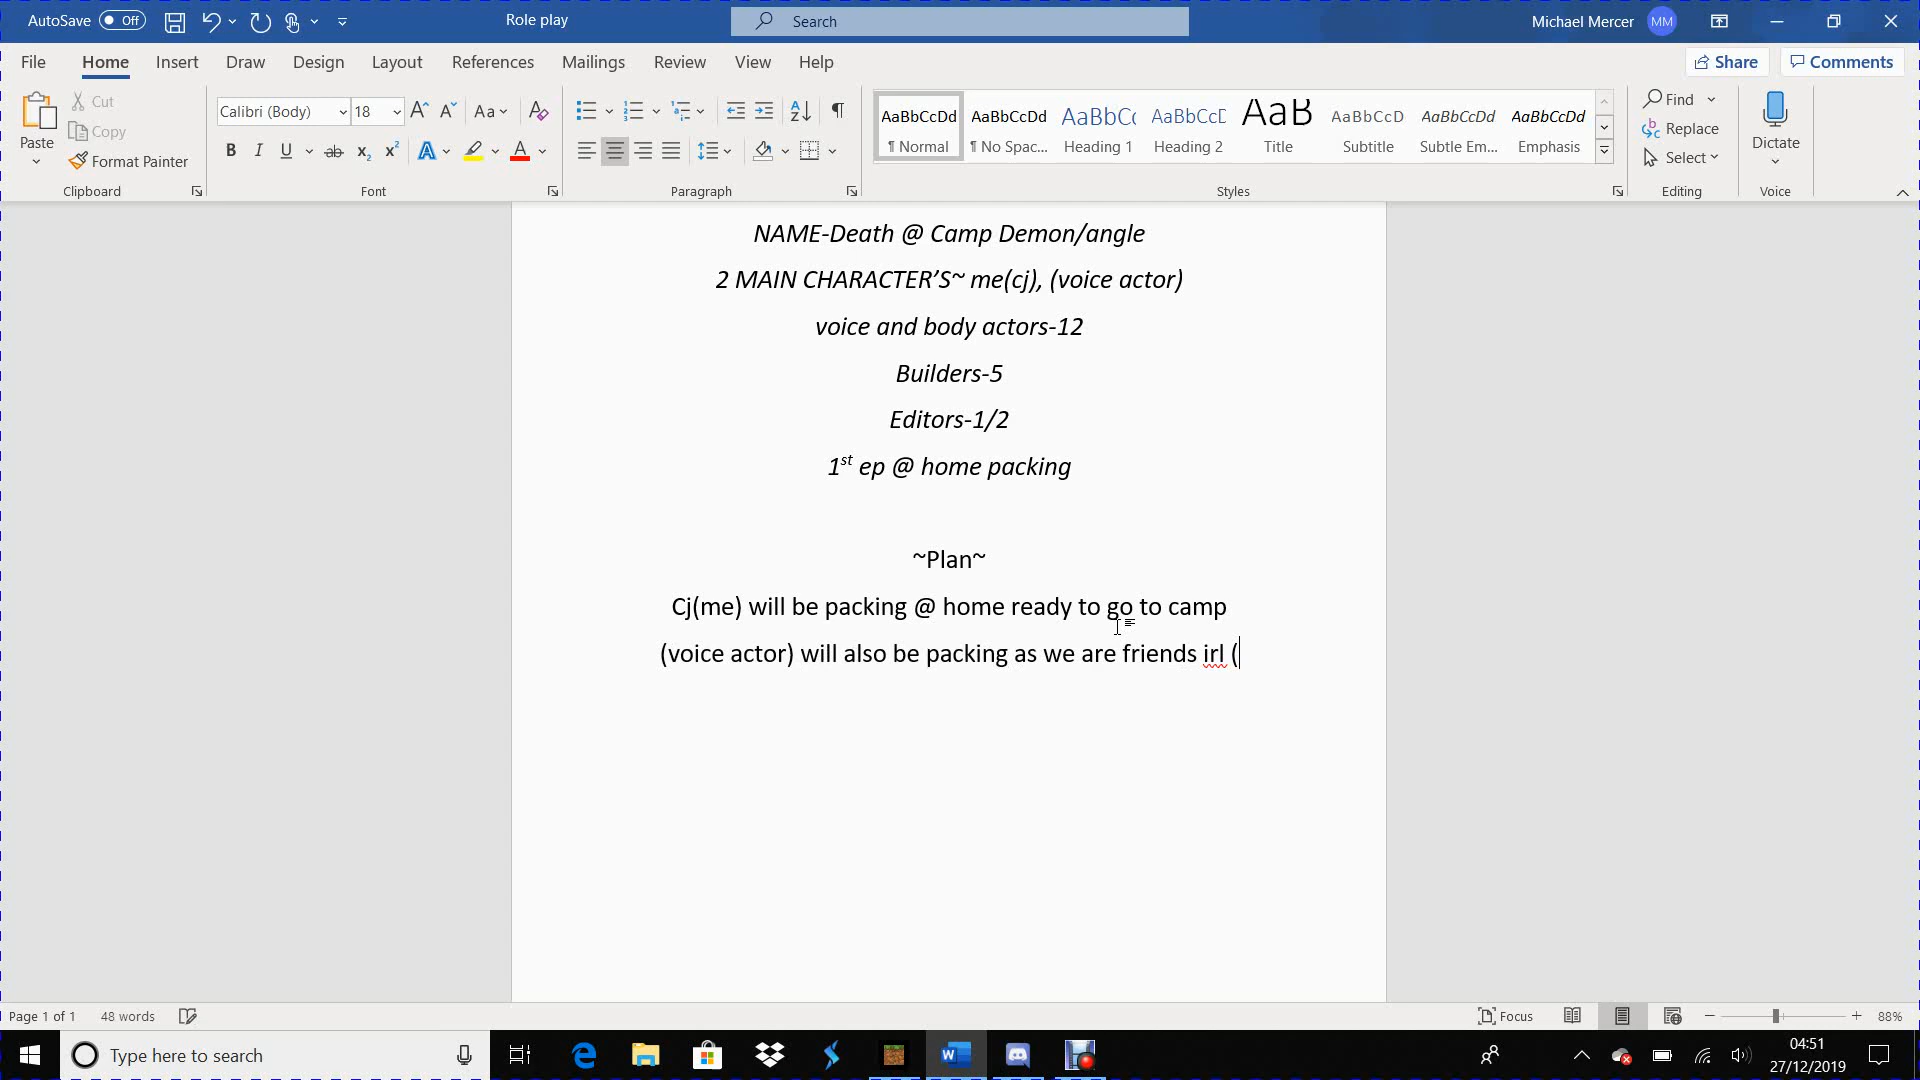 AutoSave Off Role play Search Michael Mercer MM
File Home Insert Draw Design Layout References Mailings Review View Help Share Comments
Paste Cut Copy Format Painter Clipboard
Calibri (Body) 18 Aa Font
Paragraph
AaBbCcDd AaBbCcDd AaBbC( AaBbCcD AaB AaBbCcD AaBbCcDd AaBbCcDd
¶ Normal ¶ No Spac... Heading 1 Heading 2 Title Subtitle Subtle Em... Emphasis
Styles
Find Replace Select Editing
Dictate Voice
NAME-Death @ Camp Demon/angle
2 MAIN CHARACTER’S~ me(cj), (voice actor)
voice and body actors-12
Builders-5
Editors-1/2
1st ep @ home packing
~Plan~
Cj(me) will be packing @ home ready to go to camp
(voice actor) will also be packing as we are friends irl (
Page 1 of 1 48 words Focus 88%
Type here to search 04:51
27/12/2019